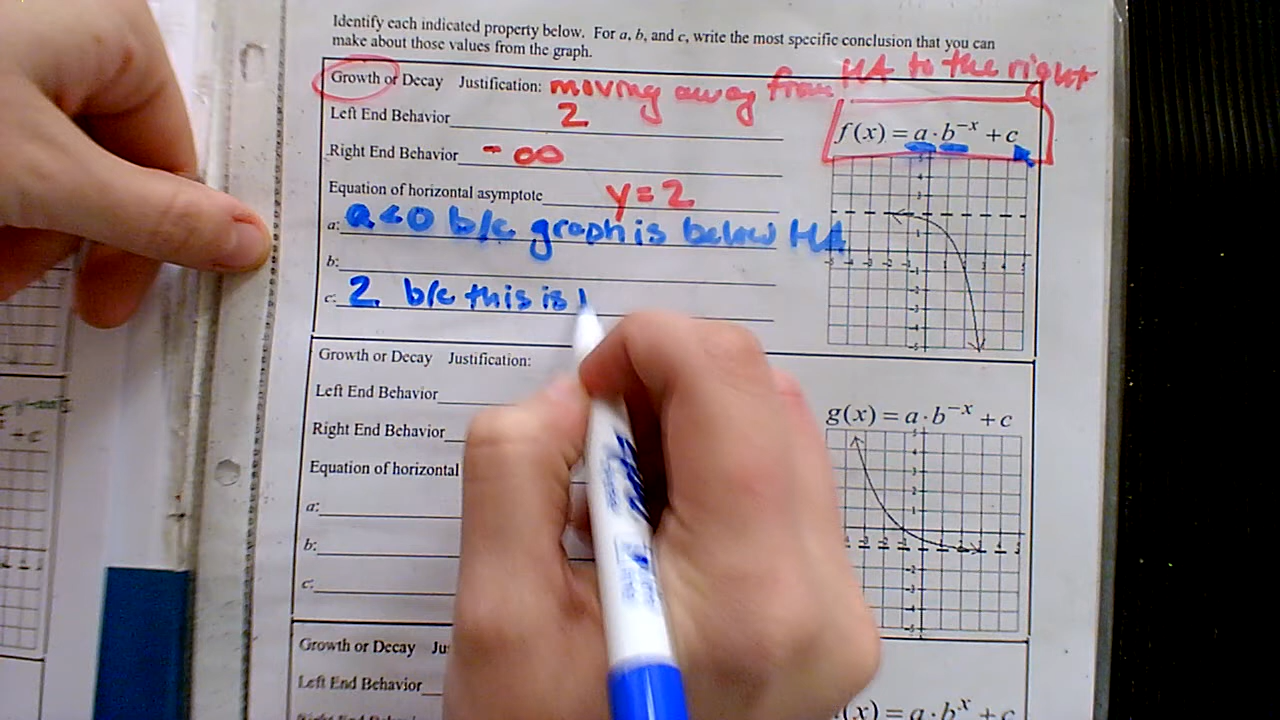 Identify each indicated property below. For a, b, and c, write the most specific conclusion that you can
make about those values from the graph.
Growth or Decay Justification: moving away from HA to the right
Left End Behavior 2
Right End Behavior -∞
Equation of horizontal asymptote y=2
a: a<0 b/c graph is below HA
b:
c: 2 b/c this is
f(x) = a·b^-x + c
Growth or Decay Justification:
Left End Behavior
Right End Behavior
Equation of horizontal
a:
b:
c:
g(x) = a·b^-x + c
Growth or Decay Ju
Left End Behavior
(x) = a·b^x + c
+ c